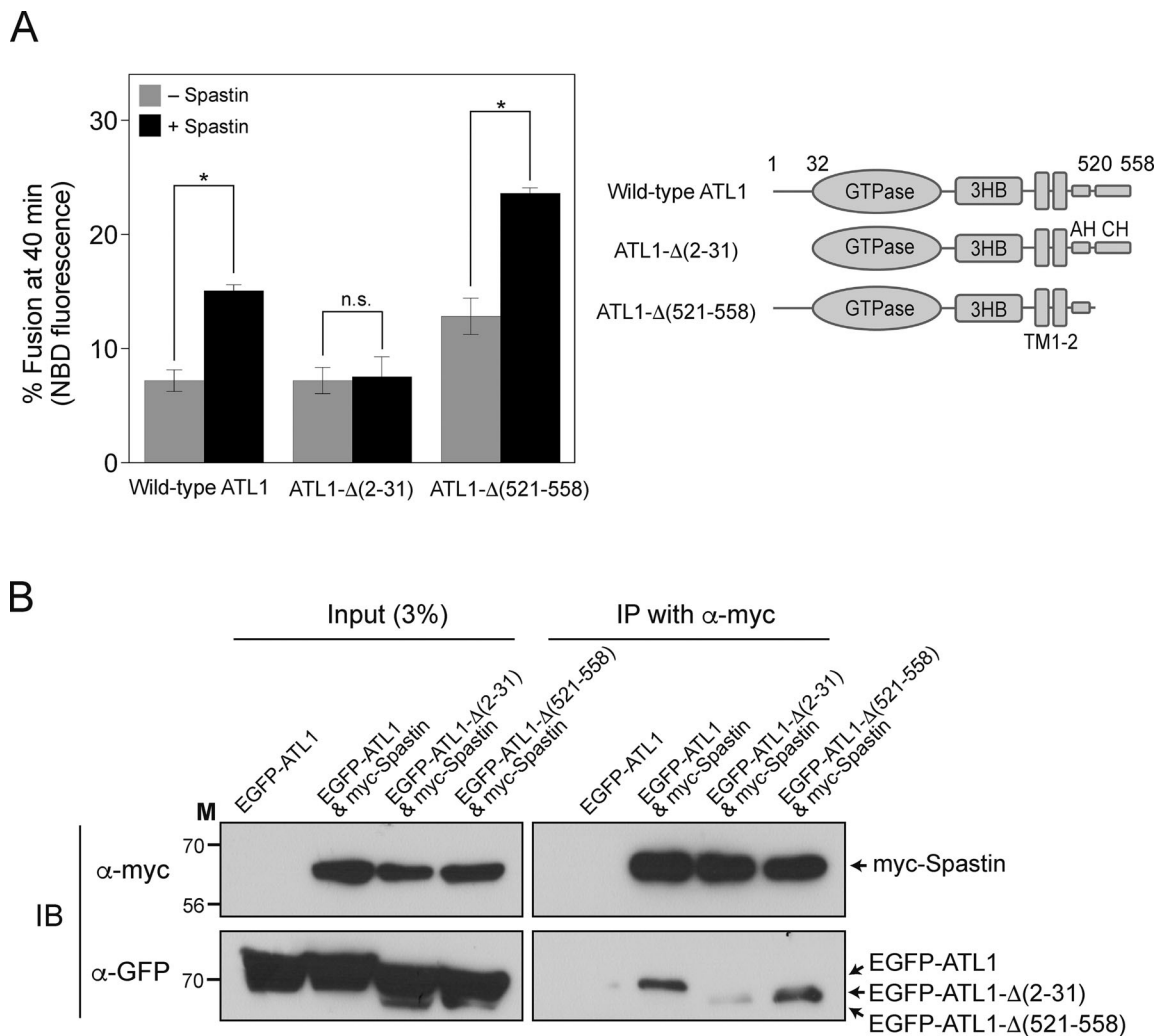 A
% Fusion at 40 min
(NBD fluorescence)
30
20
10
0
– Spastin
+ Spastin
*
n.s.
*
Wild-type ATL1
ATL1-Δ(2-31)
ATL1-Δ(521-558)
1 32 520 558
Wild-type ATL1 GTPase 3HB
AH CH
ATL1-Δ(2-31) GTPase 3HB
ATL1-Δ(521-558) GTPase 3HB
TM1-2
B
Input (3%)
IP with α-myc
EGFP-ATL1
EGFP-ATL1
& myc-Spastin
EGFP-ATL1-Δ(2-31)
& myc-Spastin
EGFP-ATL1-Δ(521-558)
& myc-Spastin
EGFP-ATL1
EGFP-ATL1
& myc-Spastin
EGFP-ATL1-Δ(2-31)
& myc-Spastin
EGFP-ATL1-Δ(521-558)
& myc-Spastin
M
IB
α-myc
70
56
myc-Spastin
α-GFP
70
EGFP-ATL1
EGFP-ATL1-Δ(2-31)
EGFP-ATL1-Δ(521-558)